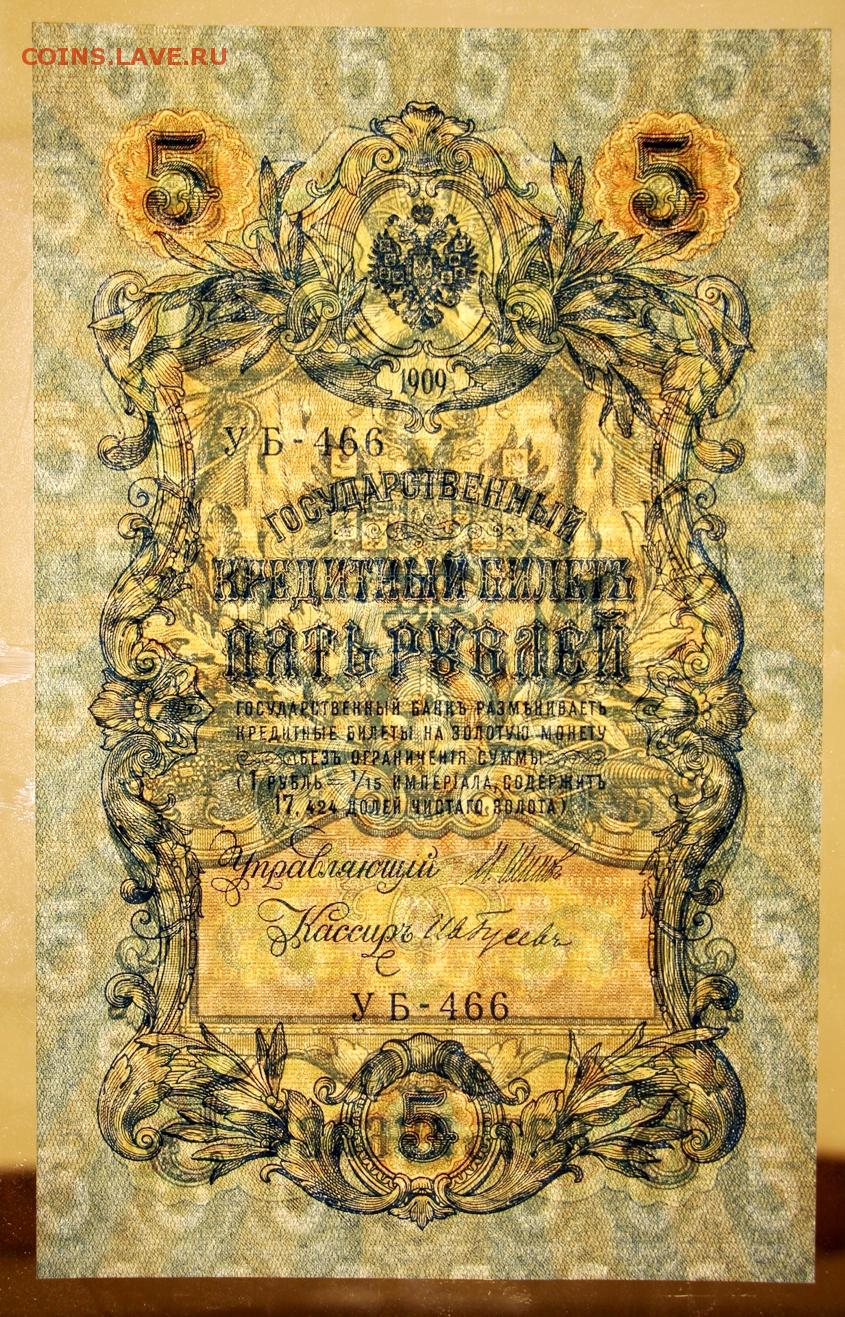 COINS.LAVE.RU
5 5
1909
УБ-466
ГОСУДАРСТВЕННЫЙ
КРЕДИТНЫЙ БИЛЕТЪ
ПЯТЬ РУБЛЕЙ
ГОСУДАРСТВЕННЫЙ БАНКЪ РАЗМѢНИВАЕТЪ
КРЕДИТНЫЕ БИЛЕТЫ НА ЗОЛОТУЮ МОНЕТУ
БЕЗЪ ОГРАНИЧЕНІЯ СУММЫ
(1 РУБЛЬ = 1/15 ИМПЕРІАЛА, СОДЕРЖИТЪ
17,424 ДОЛЕЙ ЧИСТАГО ЗОЛОТА)
Управляющій
Кассиръ
УБ-466
5